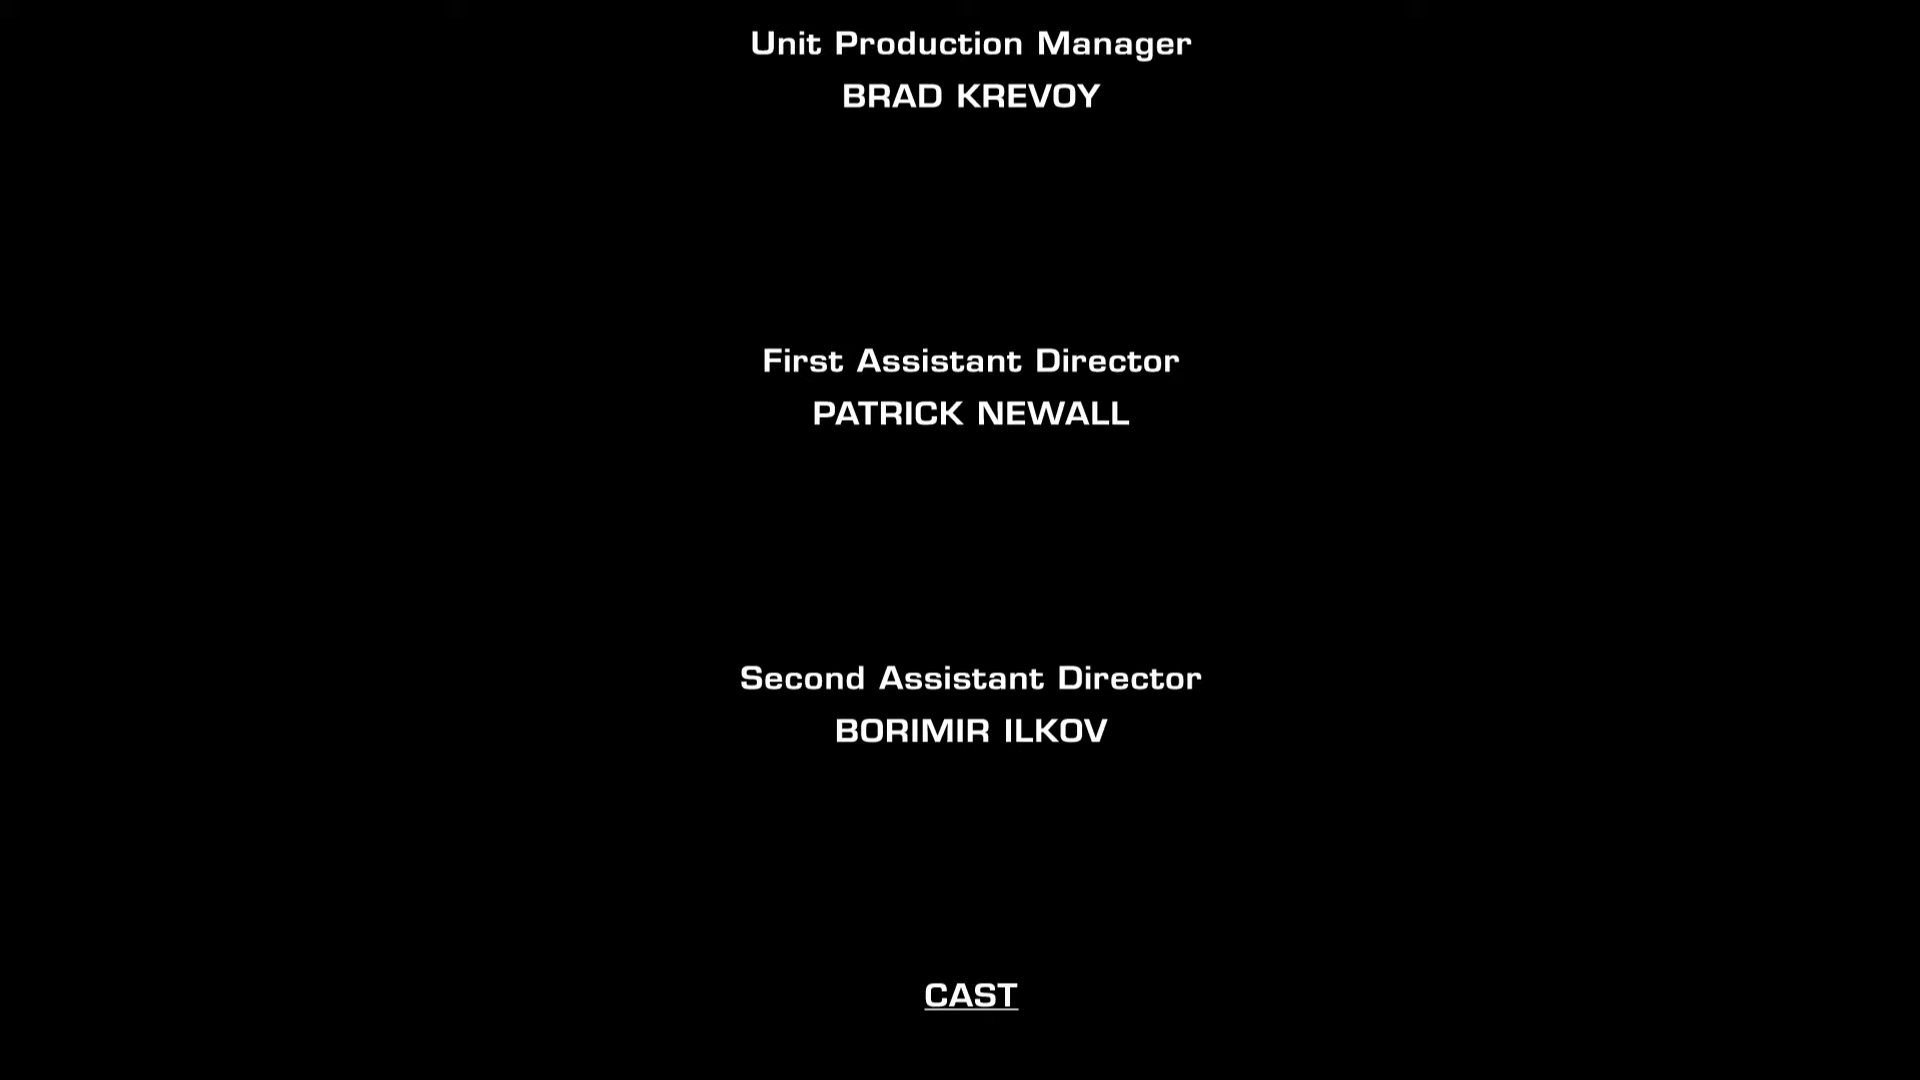 Unit Production Manager
BRAD KREVOY
First Assistant Director
PATRICK NEWALL
Second Assistant Director
BORIMIR ILKOV
CAST